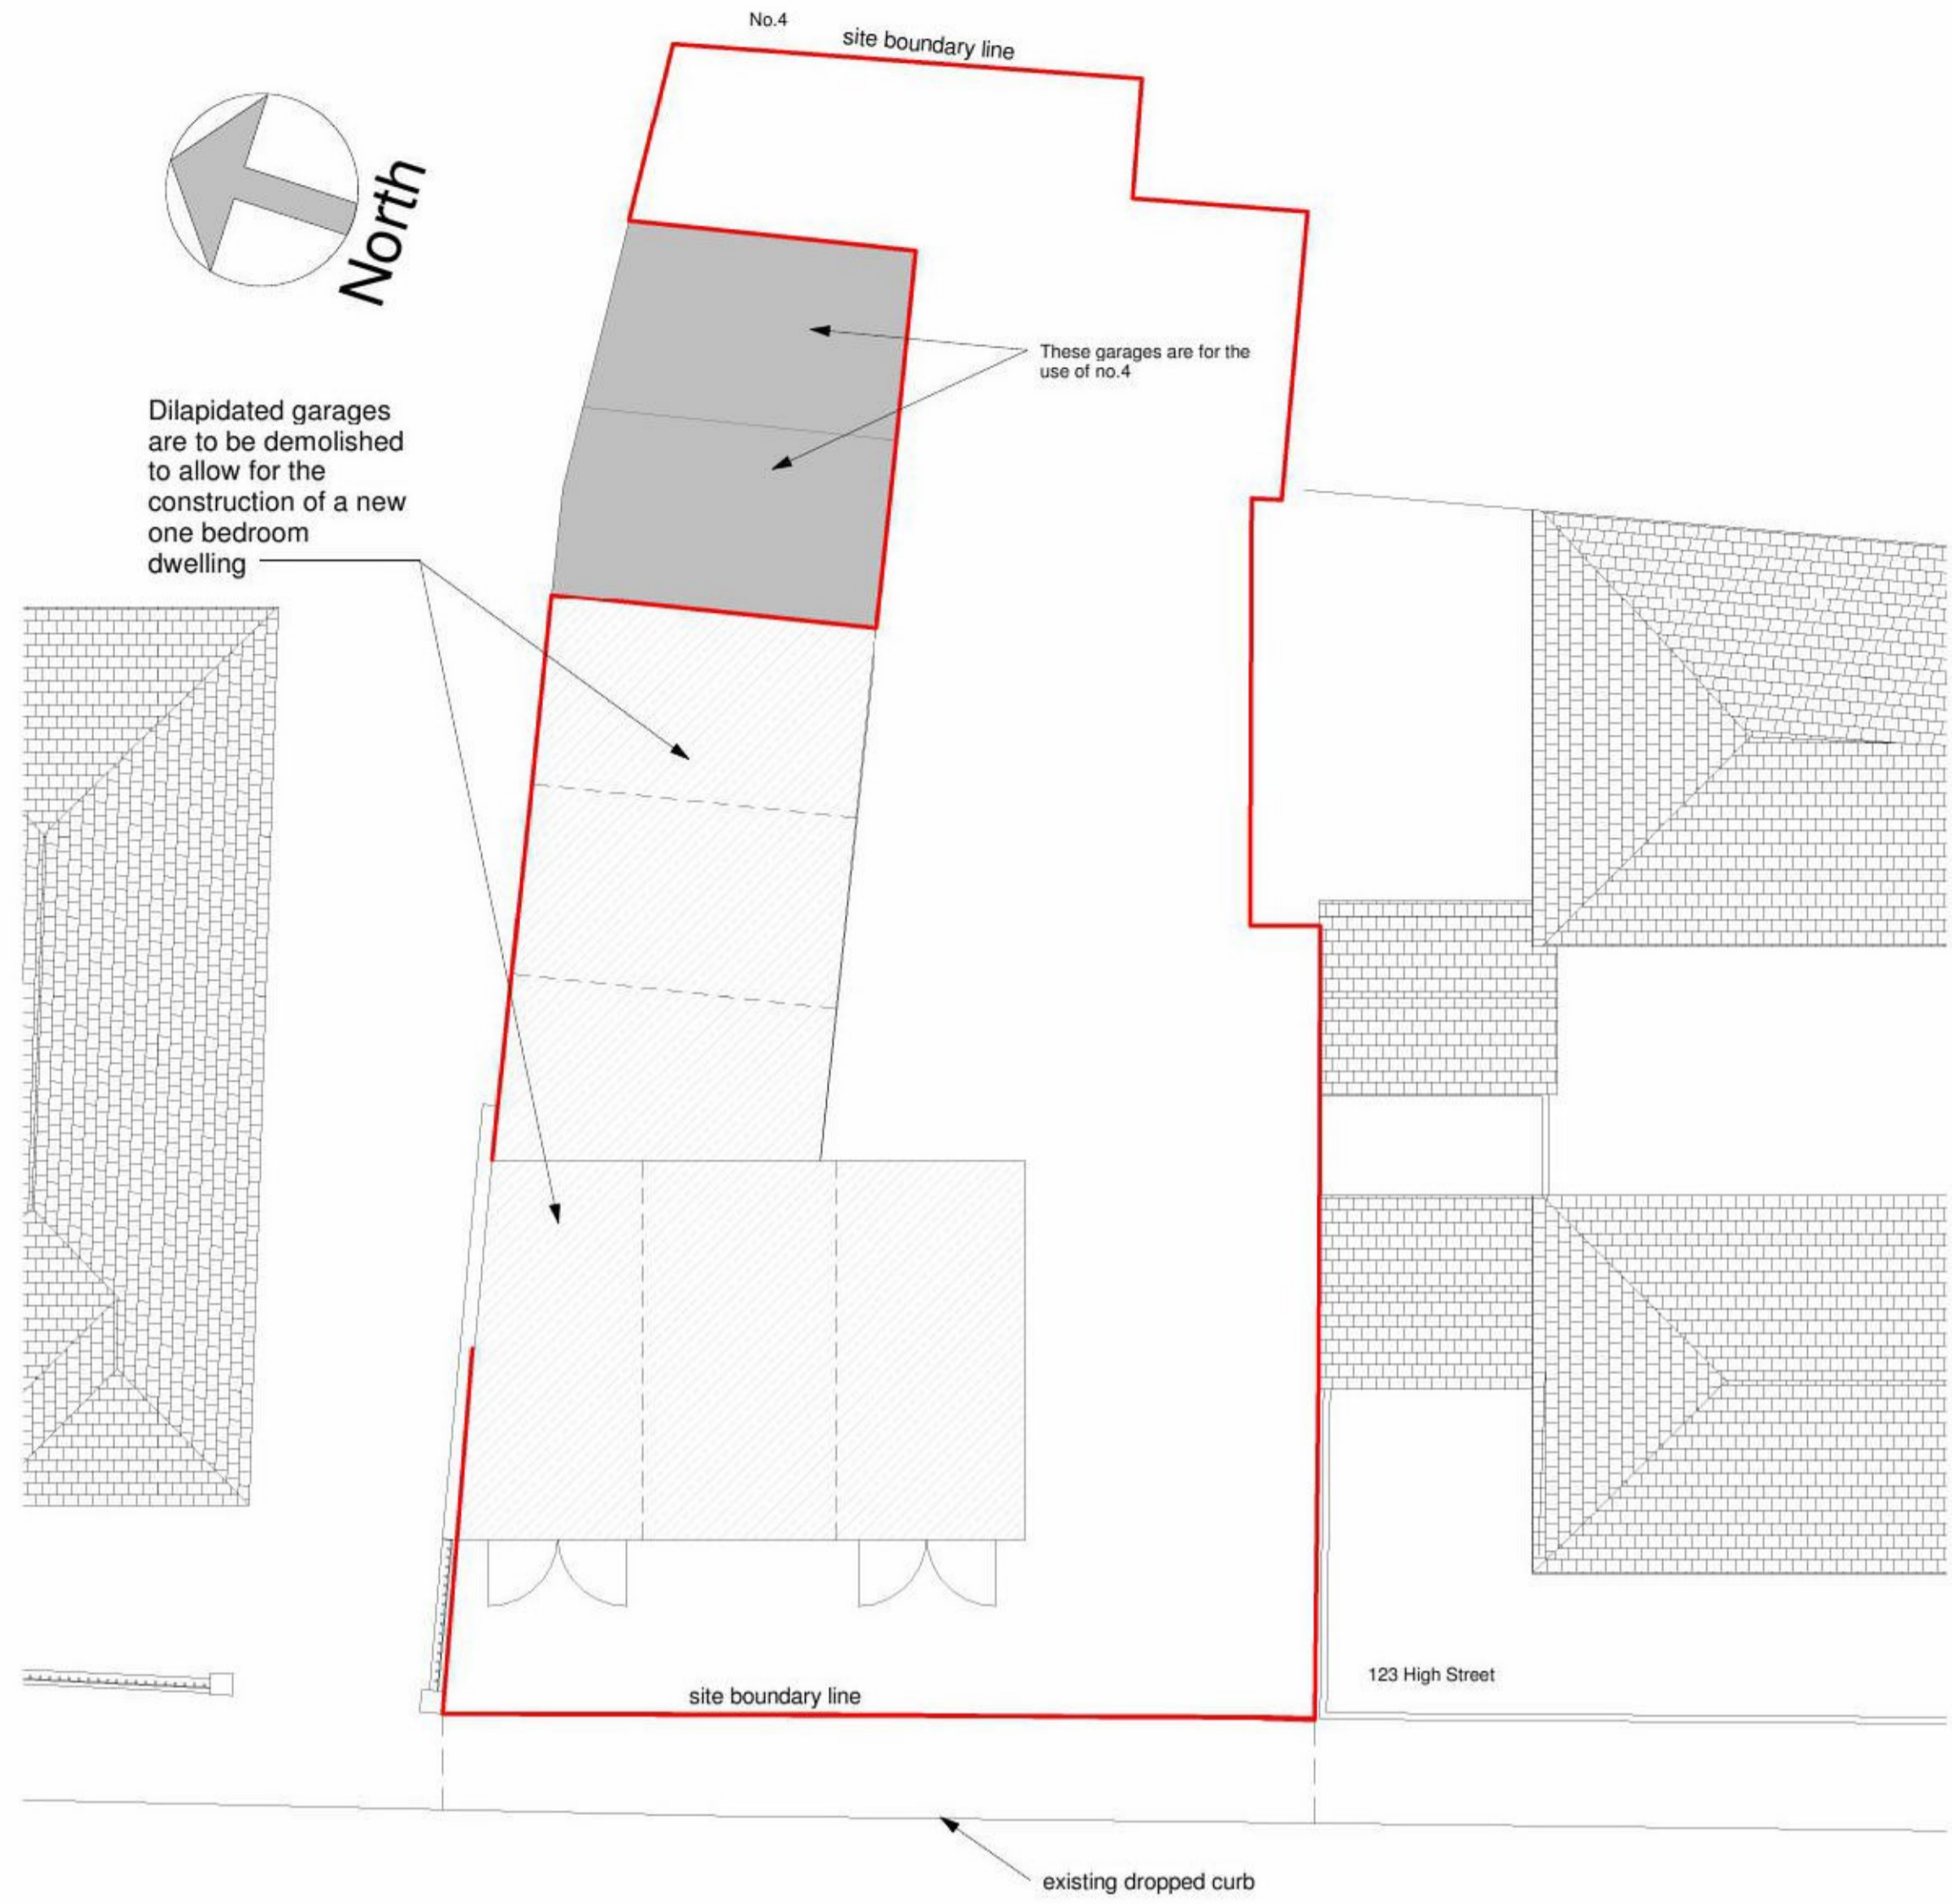 No.4
site boundary line
North
These garages are for the
use of no.4
Dilapidated garages
are to be demolished
to allow for the
construction of a new
one bedroom
dwelling
123 High Street
site boundary line
existing dropped curb